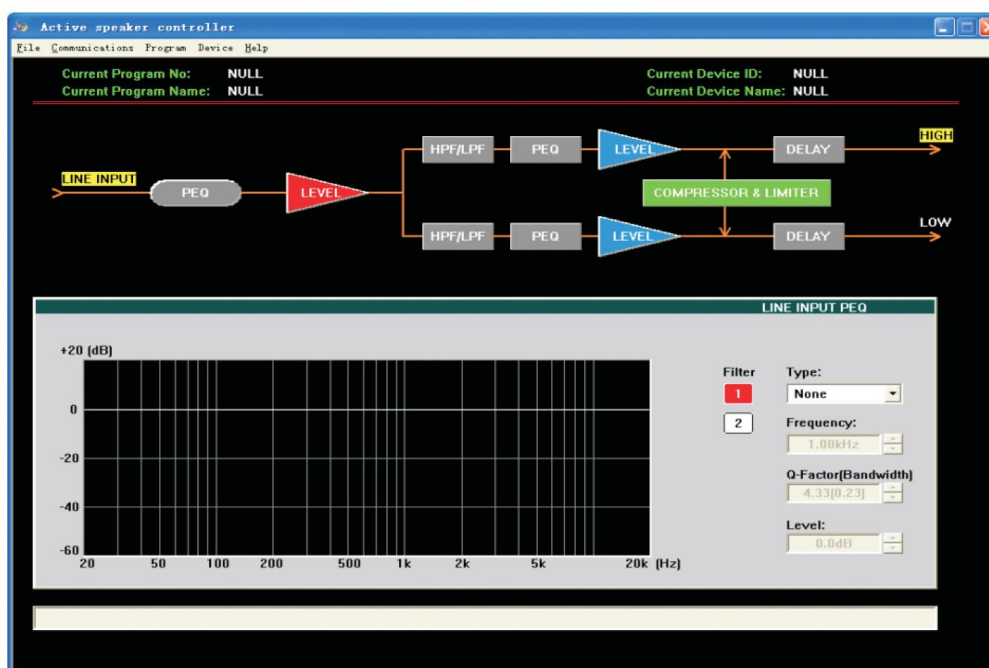 Active speaker controller
File Communications Program Device Help
Current Program No: NULL
Current Device ID: NULL
Current Program Name: NULL
Current Device Name: NULL
HIGH
HPF/LPF PEQ LEVEL DELAY
LINE INPUT
PEQ LEVEL
COMPRESSOR & LIMITER
LOW
HPF/LPF PEQ LEVEL DELAY
LINE INPUT PEQ
+20 (dB)
0
-20
-40
-60
20 50 100 200 500 1k 2k 5k 20k (Hz)
Filter
1
2
Type:
None
Frequency:
1.00kHz
Q-Factor(Bandwidth)
4.33(0.23)
Level:
0.0dB